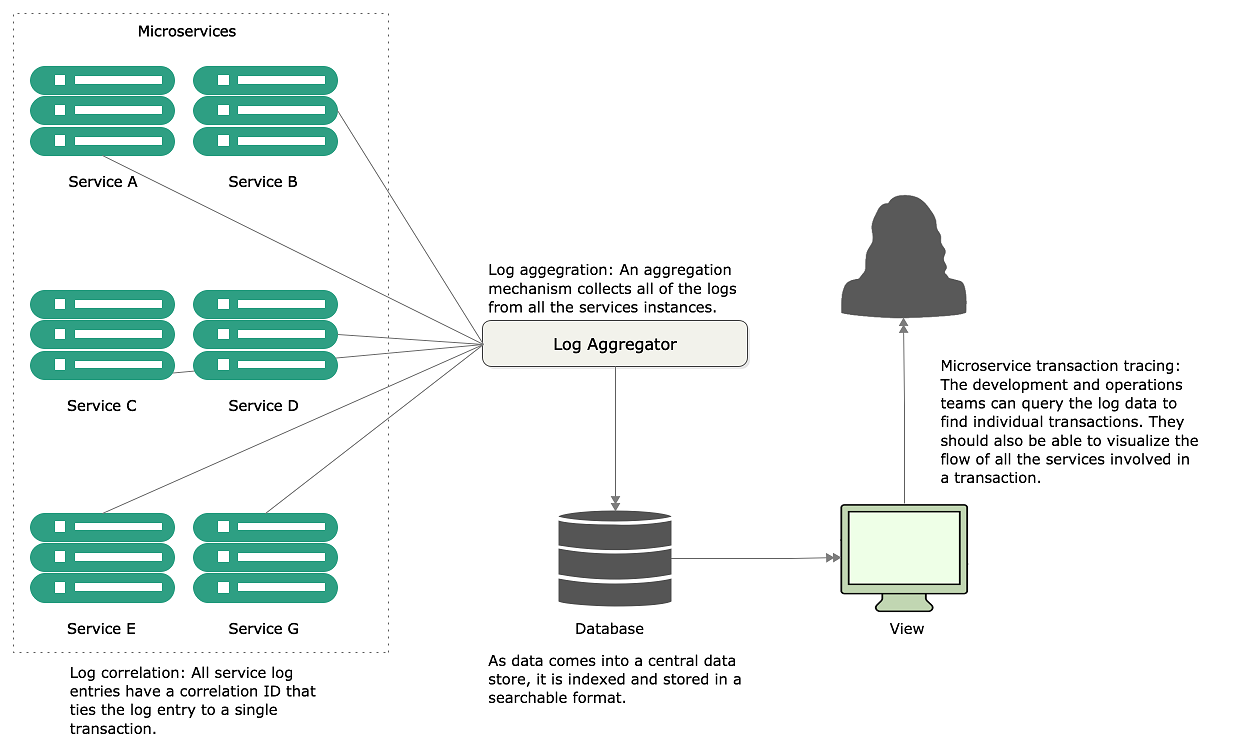 Microservices
Service A
Service B
Service C
Service D
Service E
Service G
Log correlation: All service log
entries have a correlation ID that
ties the log entry to a single
transaction.
Log aggegration: An aggregation
mechanism collects all of the logs
from all the services instances.
Log Aggregator
Database
As data comes into a central data
store, it is indexed and stored in a
searchable format.
Microservice transaction tracing:
The development and operations
teams can query the log data to
find individual transactions. They
should also be able to visualize the
flow of all the services involved in
a transaction.
View